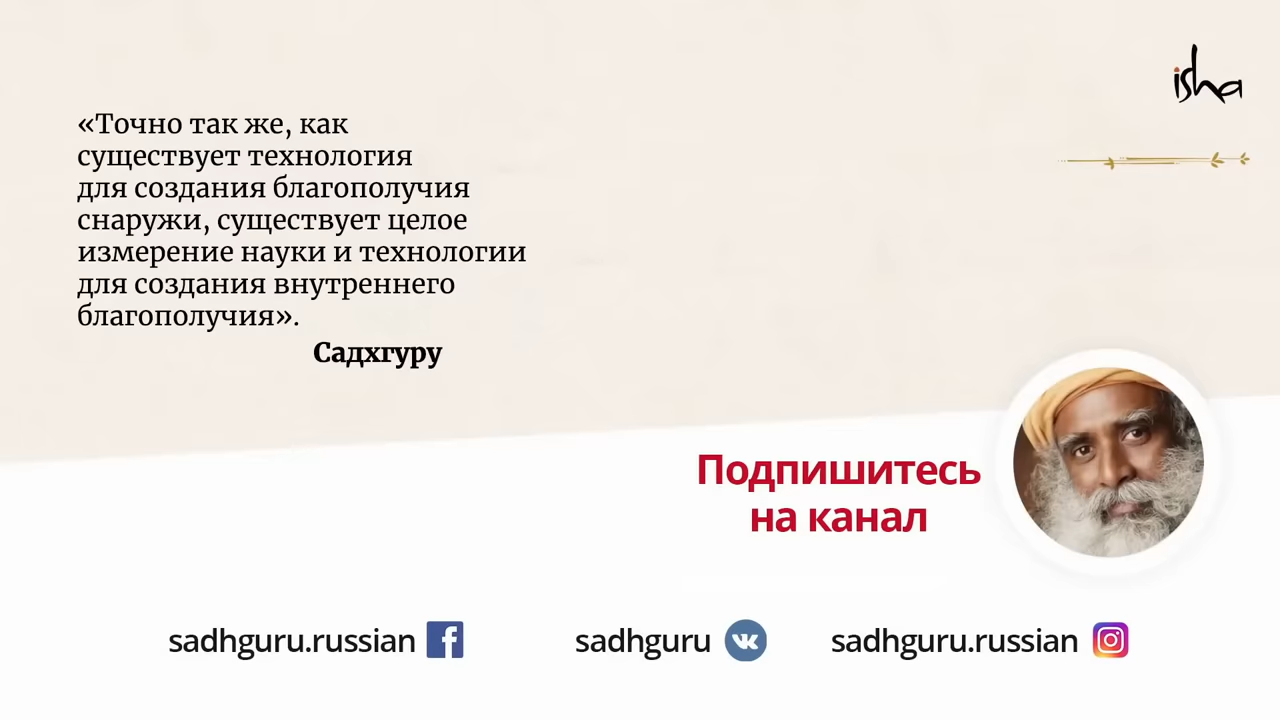 isha
«Точно так же, как
существует технология
для создания благополучия
снаружи, существует целое
измерение науки и технологии
для создания внутреннего
благополучия».
Садхгуру
Подпишитесь
на канал
sadhguru.russian
sadhguru
sadhguru.russian